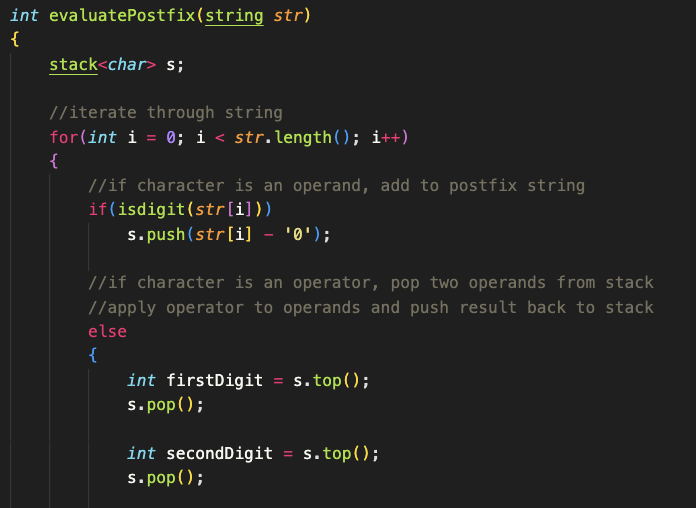 int evaluatePostfix(string str)
{
    stack<char> s;

    //iterate through string
    for(int i = 0; i < str.length(); i++)
    {
        //if character is an operand, add to postfix string
        if(isdigit(str[i]))
            s.push(str[i] - '0');

        //if character is an operator, pop two operands from stack
        //apply operator to operands and push result back to stack
        else
        {
            int firstDigit = s.top();
            s.pop();

            int secondDigit = s.top();
            s.pop();